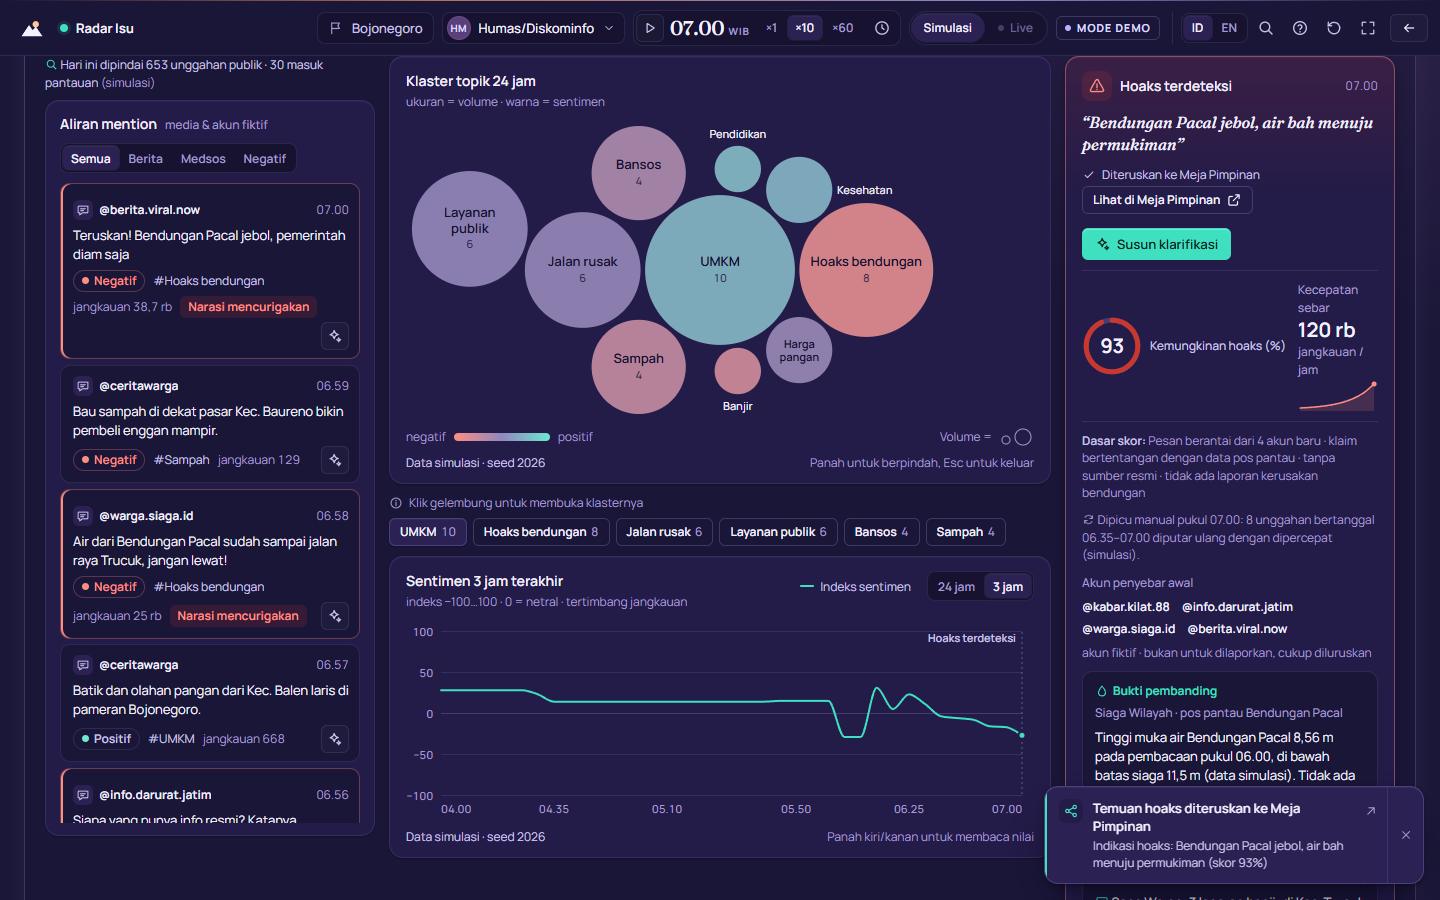 Radar Isu
Bojonegoro
HM
Humas/Diskominfo
07.00 WIB
×1
×10
×60
Simulasi
Live
MODE DEMO
ID
EN
Hari ini dipindai 653 unggahan publik · 30 masuk
pantauan (simulasi)
Aliran mention media & akun fiktif
Semua
Berita
Medsos
Negatif
@berita.viral.now 07.00
Teruskan! Bendungan Pacal jebol, pemerintah
diam saja
Negatif #Hoaks bendungan
jangkauan 38,7 rb Narasi mencurigakan
@ceritawarga 06.59
Bau sampah di dekat pasar Kec. Baureno bikin
pembeli enggan mampir.
Negatif #Sampah jangkauan 129
@warga.siaga.id 06.58
Air dari Bendungan Pacal sudah sampai jalan
raya Trucuk, jangan lewat!
Negatif #Hoaks bendungan
jangkauan 25 rb Narasi mencurigakan
@ceritawarga 06.57
Batik dan olahan pangan dari Kec. Balen laris di
pameran Bojonegoro.
Positif #UMKM jangkauan 668
@info.darurat.jatim 06.56
Siapa yang punya info resmi? Katanya
Klaster topik 24 jam
ukuran = volume · warna = sentimen
Pendidikan
Bansos
4
Kesehatan
Layanan
publik
6
Jalan rusak
6
UMKM
10
Hoaks bendungan
8
Sampah
4
Harga
pangan
Banjir
negatif
positif
Volume =
Data simulasi · seed 2026
Panah untuk berpindah, Esc untuk keluar
Klik gelembung untuk membuka klasternya
UMKM 10
Hoaks bendungan 8
Jalan rusak 6
Layanan publik 6
Bansos 4
Sampah 4
Sentimen 3 jam terakhir
indeks −100…100 · 0 = netral · tertimbang jangkauan
Indeks sentimen
24 jam
3 jam
Hoaks terdeteksi
100
50
0
−50
−100
04.00
04.35
05.10
05.50
06.25
07.00
Data simulasi · seed 2026
Panah kiri/kanan untuk membaca nilai
Hoaks terdeteksi 07.00
“Bendungan Pacal jebol, air bah menuju
permukiman”
Diteruskan ke Meja Pimpinan
Lihat di Meja Pimpinan
Susun klarifikasi
93
Kemungkinan hoaks (%)
Kecepatan
sebar
120 rb
jangkauan /
jam
Dasar skor: Pesan berantai dari 4 akun baru · klaim
bertentangan dengan data pos pantau · tanpa
sumber resmi · tidak ada laporan kerusakan
bendungan
Dipicu manual pukul 07.00: 8 unggahan bertanggal
06.35–07.00 diputar ulang dengan dipercepat
(simulasi).
Akun penyebar awal
@kabar.kilat.88 @info.darurat.jatim
@warga.siaga.id @berita.viral.now
akun fiktif · bukan untuk dilaporkan, cukup diluruskan
Bukti pembanding
Siaga Wilayah · pos pantau Bendungan Pacal
Tinggi muka air Bendungan Pacal 8,56 m
pada pembacaan pukul 06.00, di bawah
batas siaga 11,5 m (data simulasi). Tidak ada
Temuan hoaks diteruskan ke Meja
Pimpinan
Indikasi hoaks: Bendungan Pacal jebol, air bah
menuju permukiman (skor 93%)